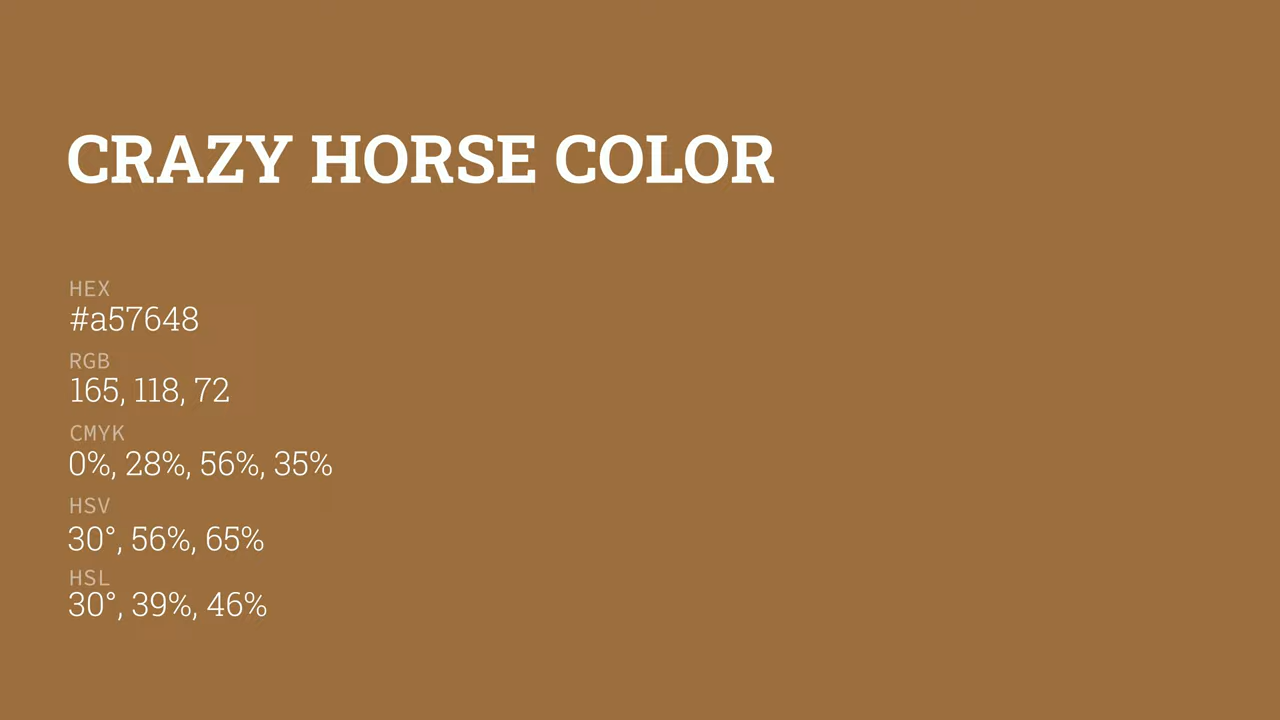 CRAZY HORSE COLOR
HEX
#a57648
RGB
165, 118, 72
CMYK
0%, 28%, 56%, 35%
HSV
30°, 56%, 65%
HSL
30°, 39%, 46%